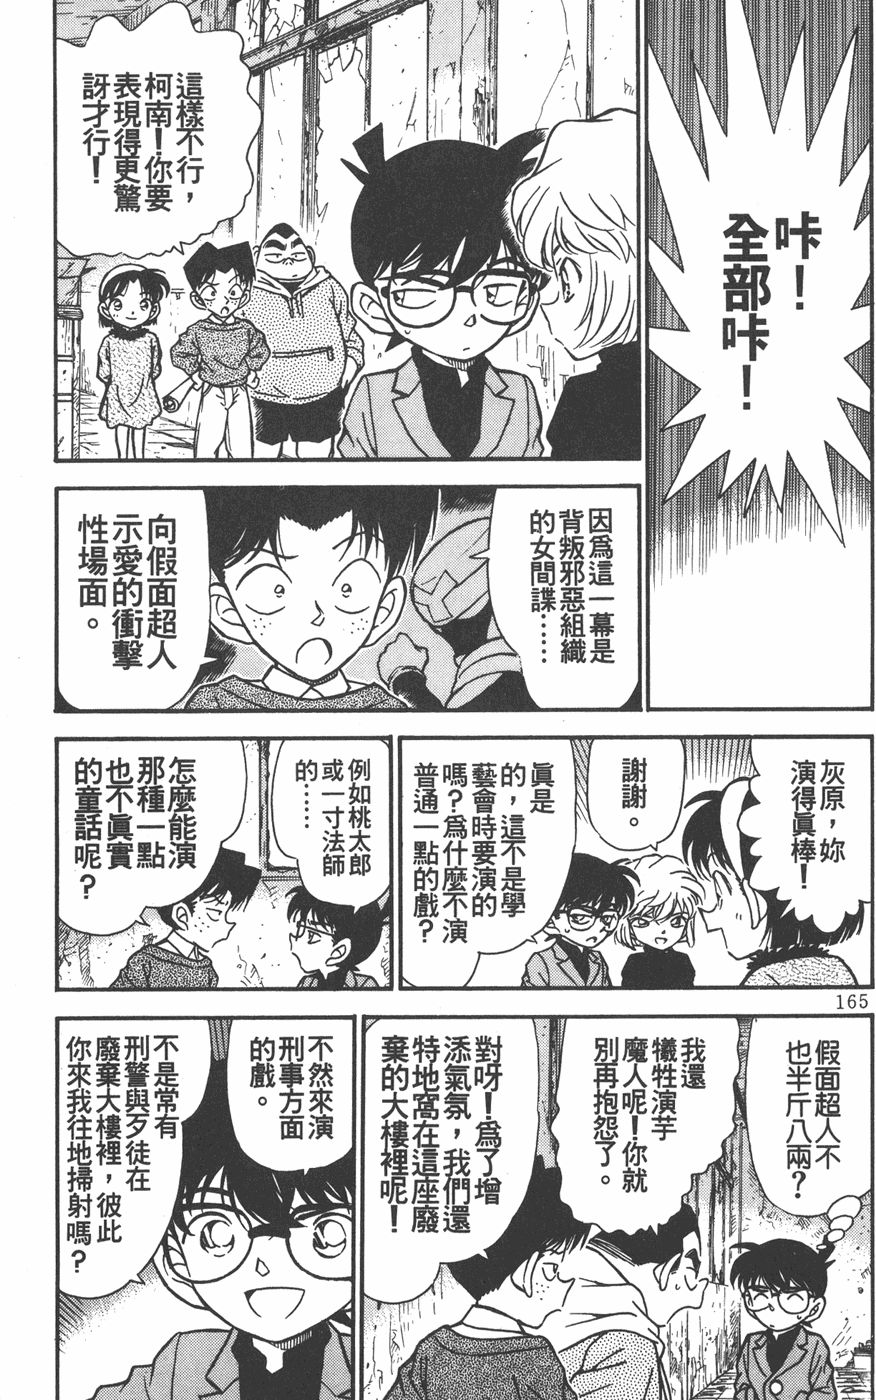 咔！
全部咔！
這樣不行，
柯南！你要
表現得更驚
訝才行！
因為這一幕是
背叛邪惡組織
的女間諜……
向假面超人
示愛的衝擊
性場面。
灰原，妳
演得眞棒！
謝謝。
眞是
的，這不是學
藝會時要演的
嗎？為什麼不演
普通一點的戲？
例如桃太郎
或一寸法師
的……
怎麼能演
那種一點
也不眞實
的童話呢？
165
假面超人不
也半斤八兩？
我還
犧牲演芋
魔人呢！你就
別再抱怨了。
對呀！為了增
添氣氛，我們還
特地窩在這座廢
棄的大樓裡呢！
不然來演
刑事方面
的戲。
不是常有
刑警與歹徒在
廢棄大樓裡，彼此
你來我往地掃射嗎？